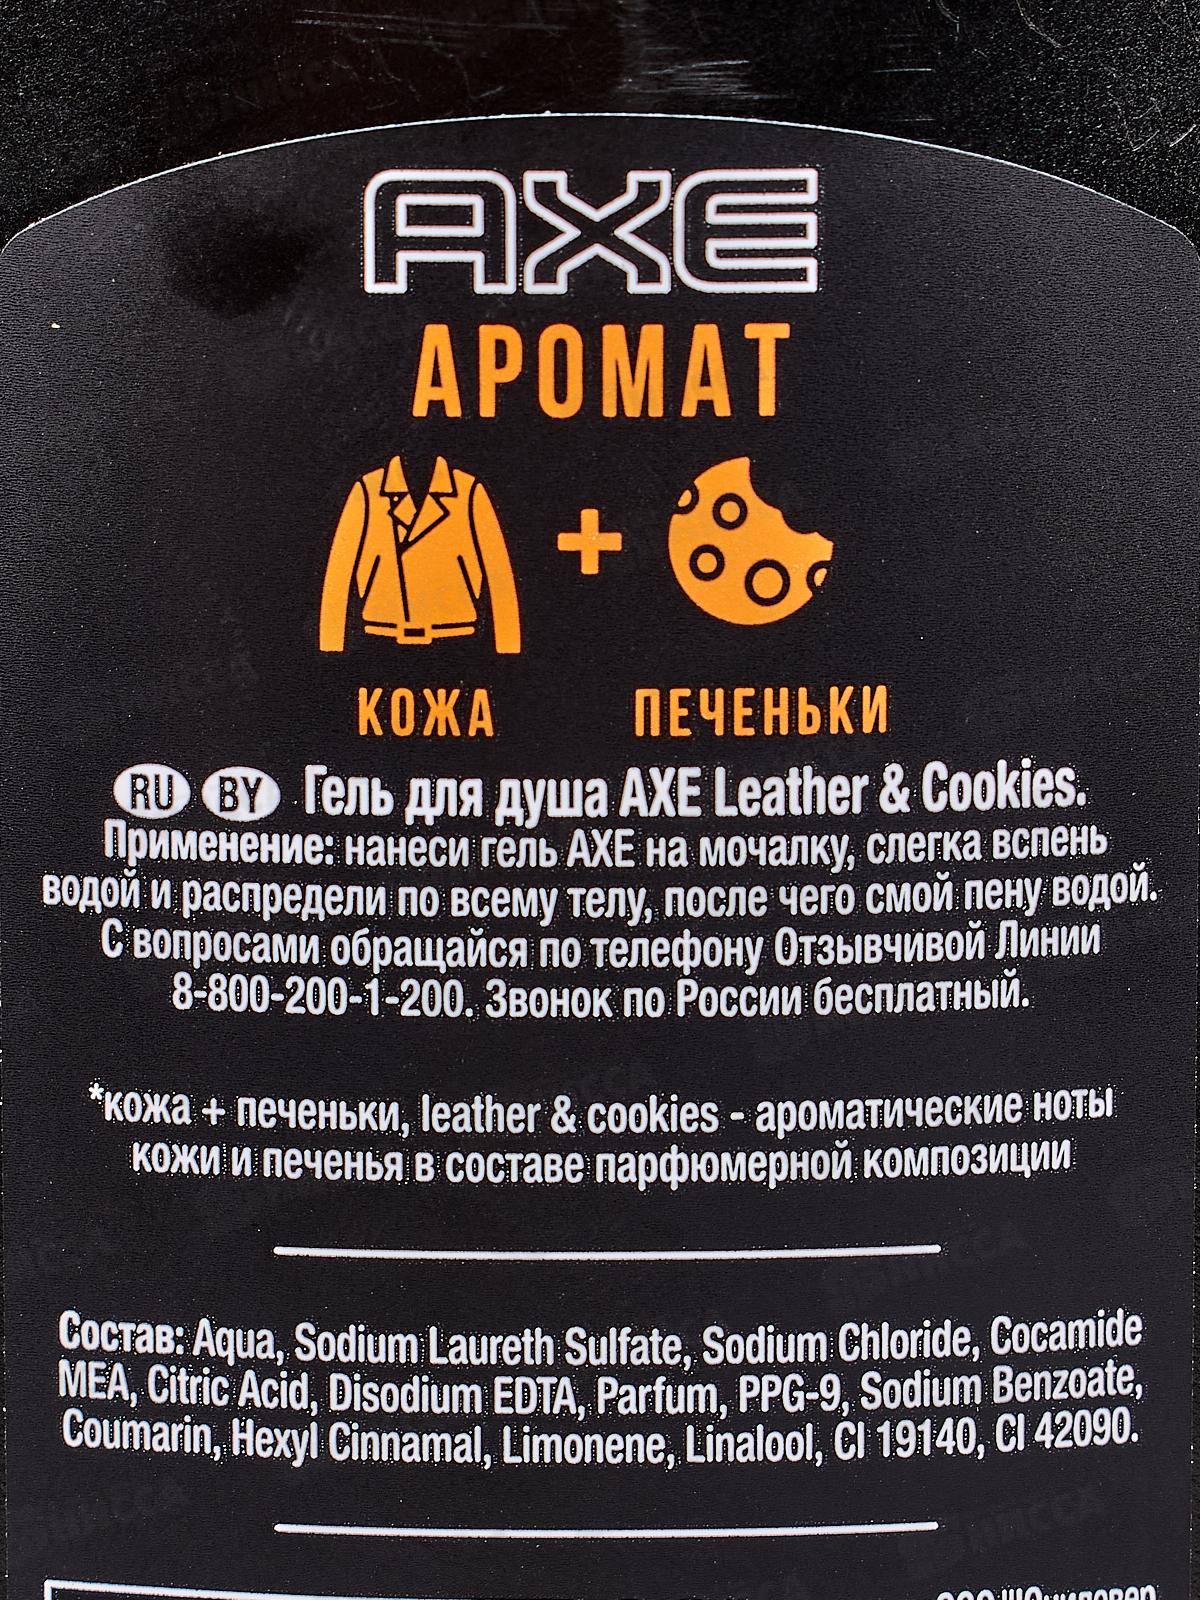 AXE
АРОМАТ
+
КОЖА ПЕЧЕНЬКИ
RU BY Гель для душа AXE Leather & Cookies.
Применение: нанеси гель AXE на мочалку, слегка вспень
водой и распредели по всему телу, после чего смой пену водой.
С вопросами обращайся по телефону Отзывчивой Линии
8-800-200-1-200. Звонок по России бесплатный.
*кожа + печеньки, leather & cookies - ароматические ноты
кожи и печенья в составе парфюмерной композиции
Состав: Aqua, Sodium Laureth Sulfate, Sodium Chloride, Cocamide
MEA, Citric Acid, Disodium EDTA, Parfum, PPG-9, Sodium Benzoate,
Coumarin, Hexyl Cinnamal, Limonene, Linalool, CI 19140, CI 42090.